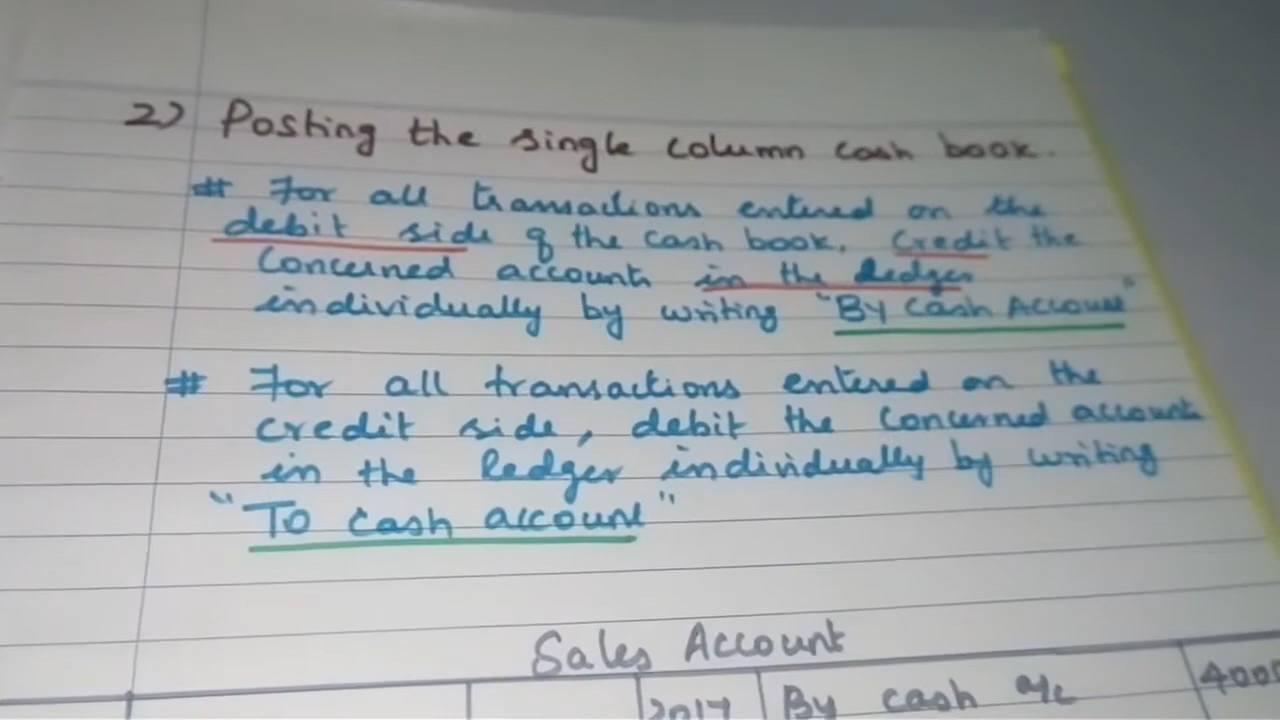 2) Posting the single column cash book.
# For all transactions entered on the
debit side of the cash book. Credit the
Concerned account in the Ledger
individually by writing "By Cash Account"
# For all transactions entered on the
credit side, debit the Concerned account
in the Ledger individually by writing
"To cash account"
Sales Account
2017 By cash a/c